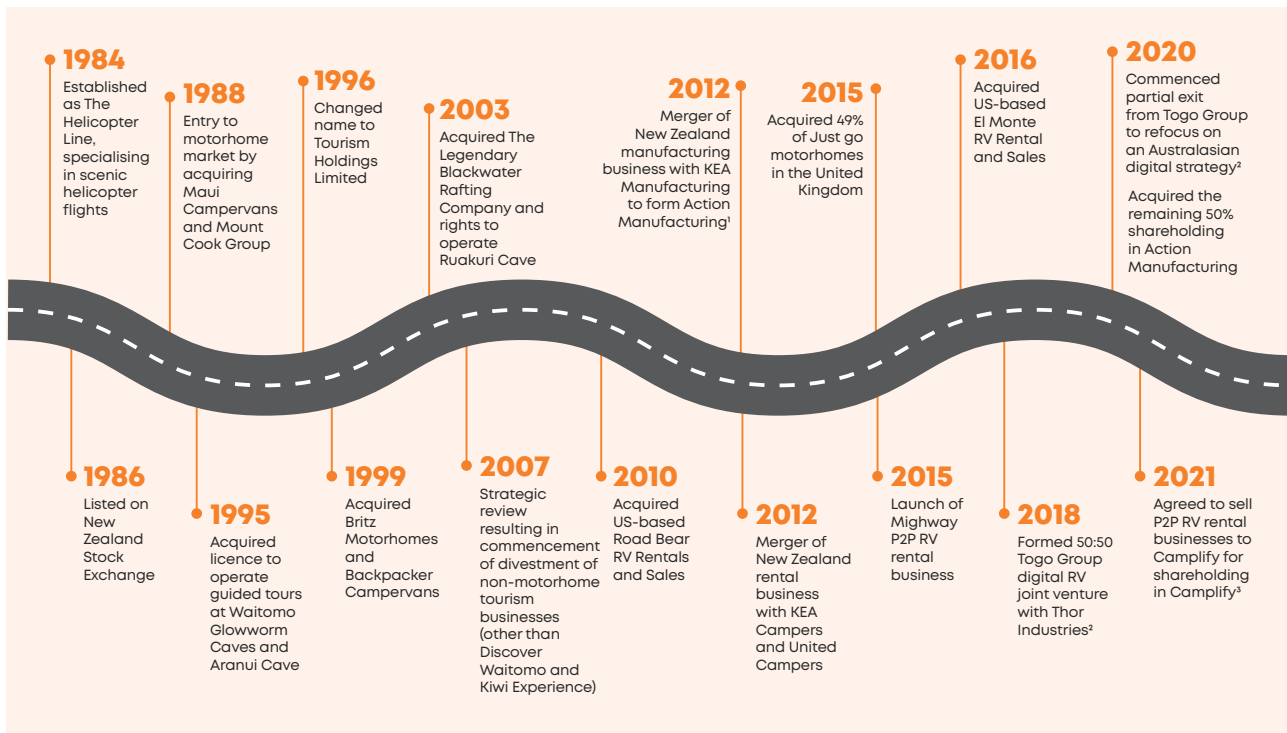 1984
Established
as The
Helicopter
Line,
specialising
in scenic
helicopter
flights
1988
Entry to
motorhome
market by
acquiring
Maui
Campervans
and Mount
Cook Group
1996
Changed
name to
Tourism
Holdings
Limited
2003
Acquired The
Legendary
Blackwater
Rafting
Company and
rights to
operate
Ruakuri Cave
2012
Merger of
New Zealand
manufacturing
business with KEA
Manufacturing
to form Action
Manufacturing¹
2015
Acquired 49%
of Just go
motorhomes
in the United
Kingdom
2016
Acquired
US-based
El Monte
RV Rental
and Sales
2020
Commenced
partial exit
from Togo Group
to refocus on
an Australasian
digital strategy²
Acquired the
remaining 50%
shareholding
in Action
Manufacturing
1986
Listed on
New
Zealand
Stock
Exchange
1995
Acquired
licence to
operate
guided tours
at Waitomo
Glowworm
Caves and
Aranui Cave
1999
Acquired
Britz
Motorhomes
and
Backpacker
Campervans
2007
Strategic
review
resulting in
commencement
of divestment of
non-motorhome
tourism
businesses
(other than
Discover
Waitomo and
Kiwi Experience)
2010
Acquired
US-based
Road Bear
RV Rentals
and Sales
2012
Merger of
New Zealand
rental
business
with KEA
Campers
and United
Campers
2015
Launch of
Mighway
P2P RV
rental
business
2018
Formed 50:50
Togo Group
digital RV
joint venture
with Thor
Industries²
2021
Agreed to sell
P2P RV rental
businesses to
Camplify for
shareholding
in Camplify³